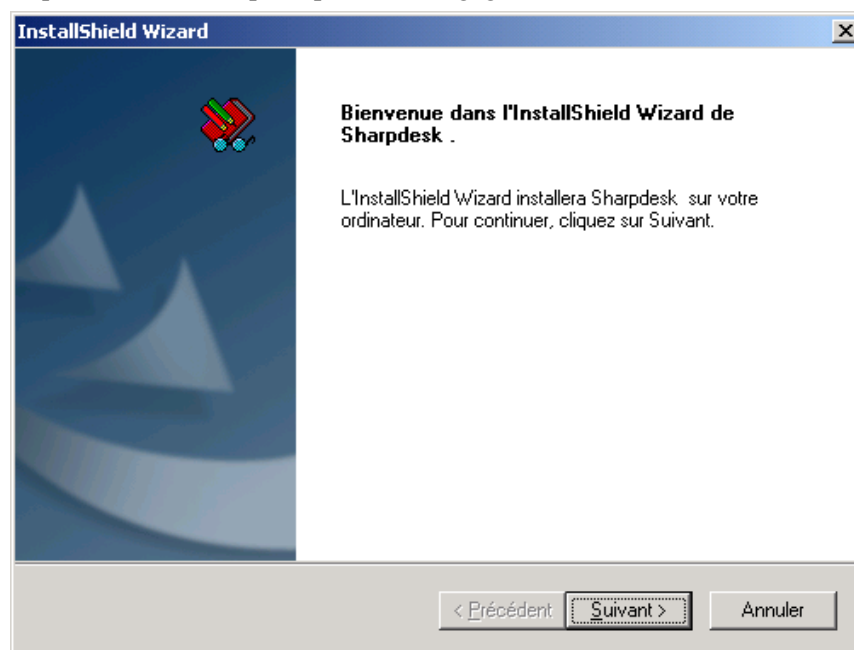 InstallShield Wizard
Bienvenue dans l'InstallShield Wizard de
Sharpdesk .
L'InstallShield Wizard installera Sharpdesk sur votre
ordinateur. Pour continuer, cliquez sur Suivant.
< Précédent
Suivant >
Annuler